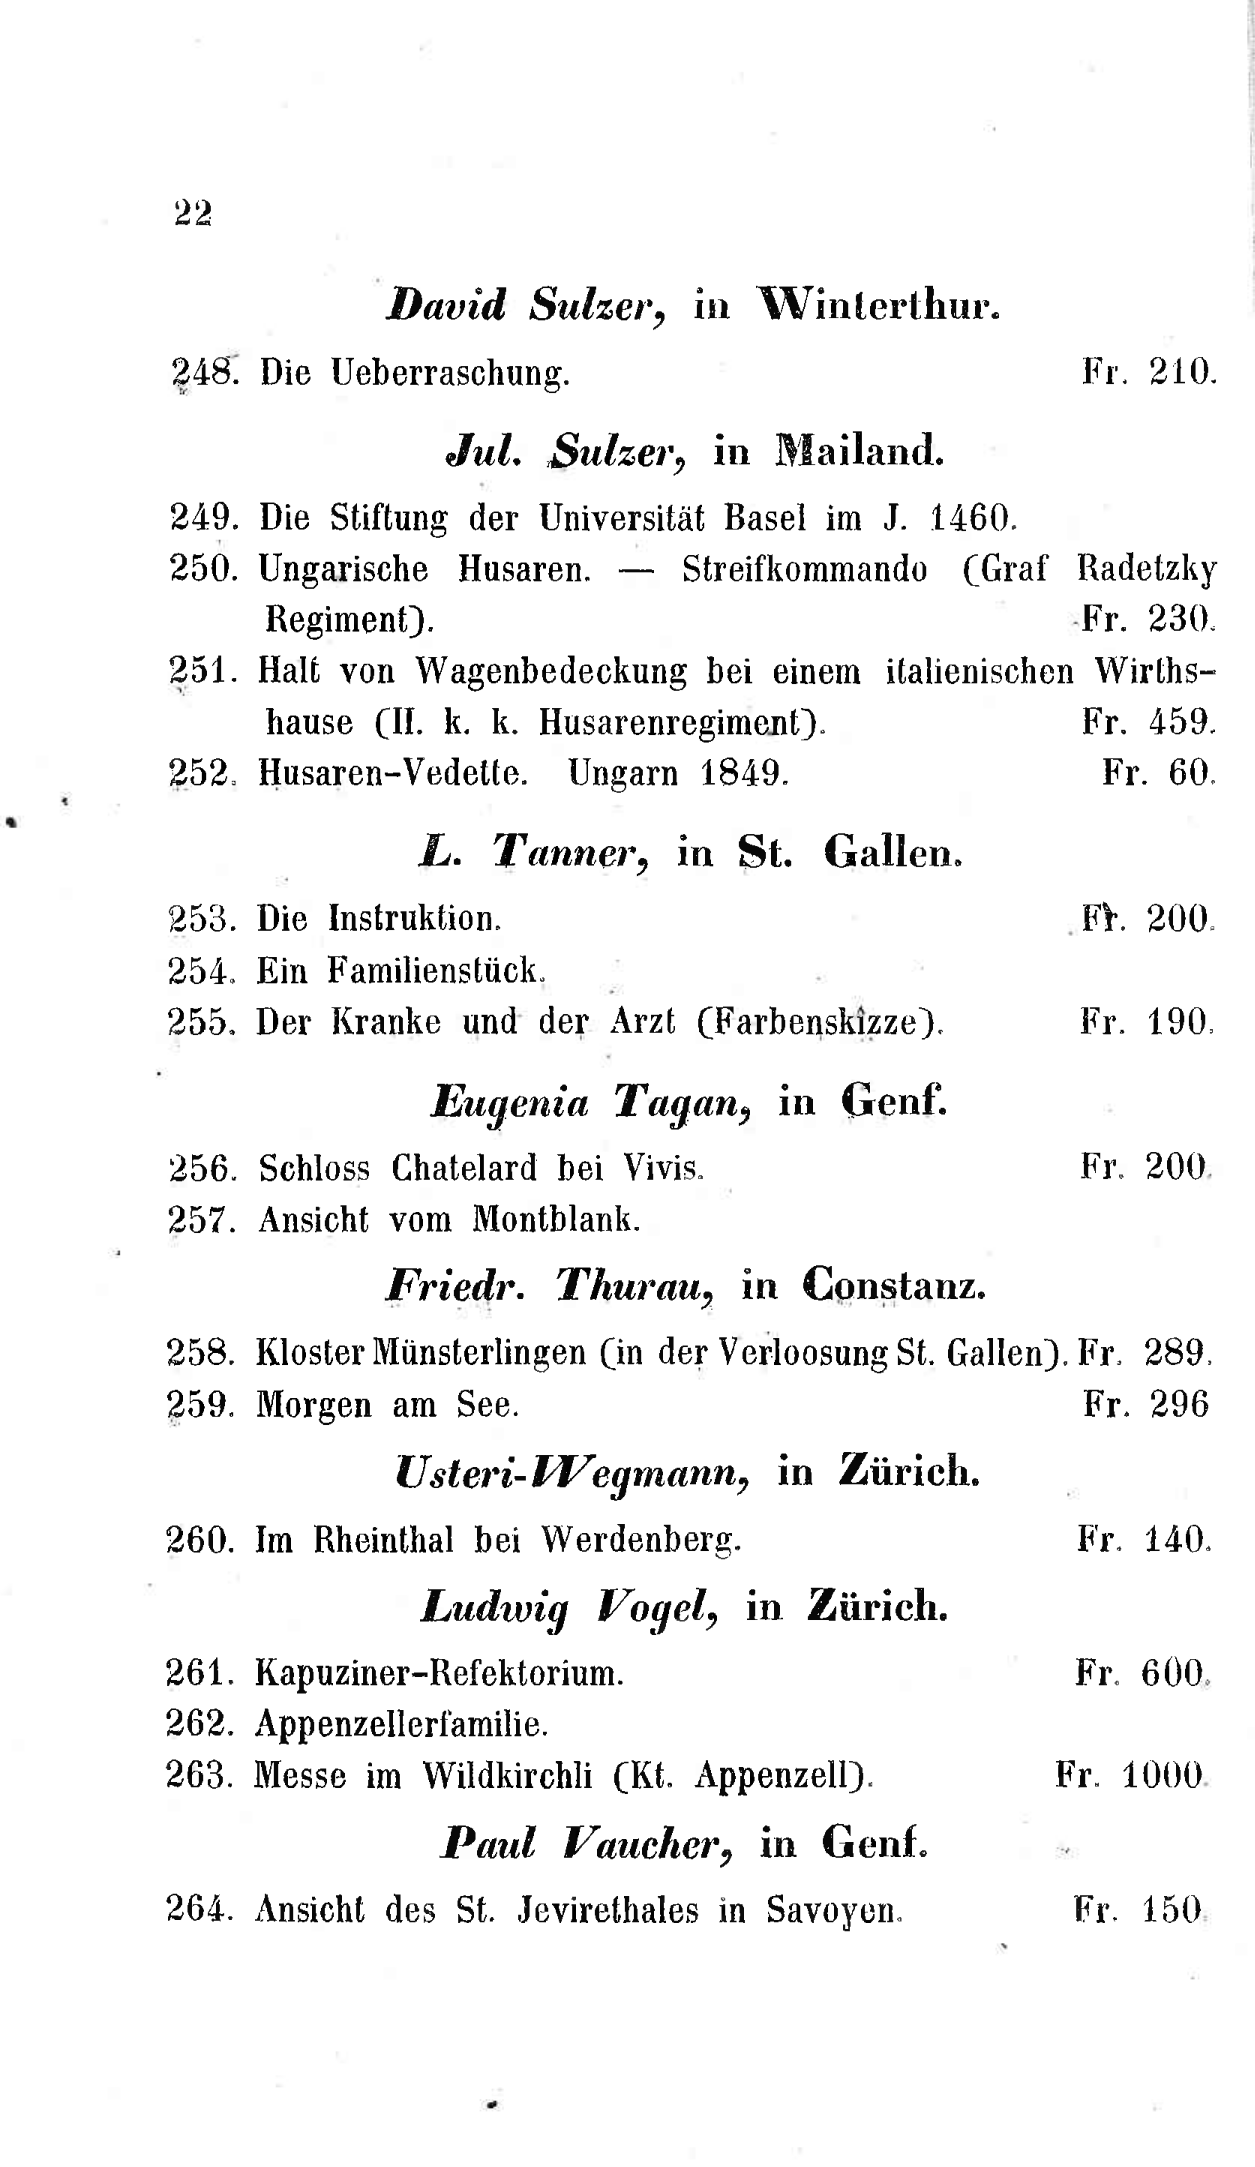 22
David Sulzer, in Winterthur.
248. Die Ueberraschung. Fr. 210.
Jul. Sulzer, in Mailand.
249. Die Stiftung der Universität Basel im J. 1460.
250. Ungarische Husaren. — Streifkommando (Graf Radetzky
Regiment). Fr. 230.
251. Halt von Wagenbedeckung bei einem italienischen Wirths-
hause (II. k. k. Husarenregiment). Fr. 459.
252. Husaren-Vedette. Ungarn 1849. Fr. 60.
L. Tanner, in St. Gallen.
253. Die Instruktion. Fr. 200.
254. Ein Familienstück.
255. Der Kranke und der Arzt (Farbenskizze). Fr. 190.
Eugenia Tagan, in Genf.
256. Schloss Chatelard bei Vivis. Fr. 200.
257. Ansicht vom Montblank.
Friedr. Thurau, in Constanz.
258. Kloster Münsterlingen (in der Verloosung St. Gallen). Fr. 289.
259. Morgen am See. Fr. 296
Usteri-Wegmann, in Zürich.
260. Im Rheinthal bei Werdenberg. Fr. 140.
Ludwig Vogel, in Zürich.
261. Kapuziner-Refektorium. Fr. 600.
262. Appenzellerfamilie.
263. Messe im Wildkirchli (Kt. Appenzell). Fr. 1000.
Paul Vaucher, in Genf.
264. Ansicht des St. Jevirethales in Savoyen. Fr. 150.